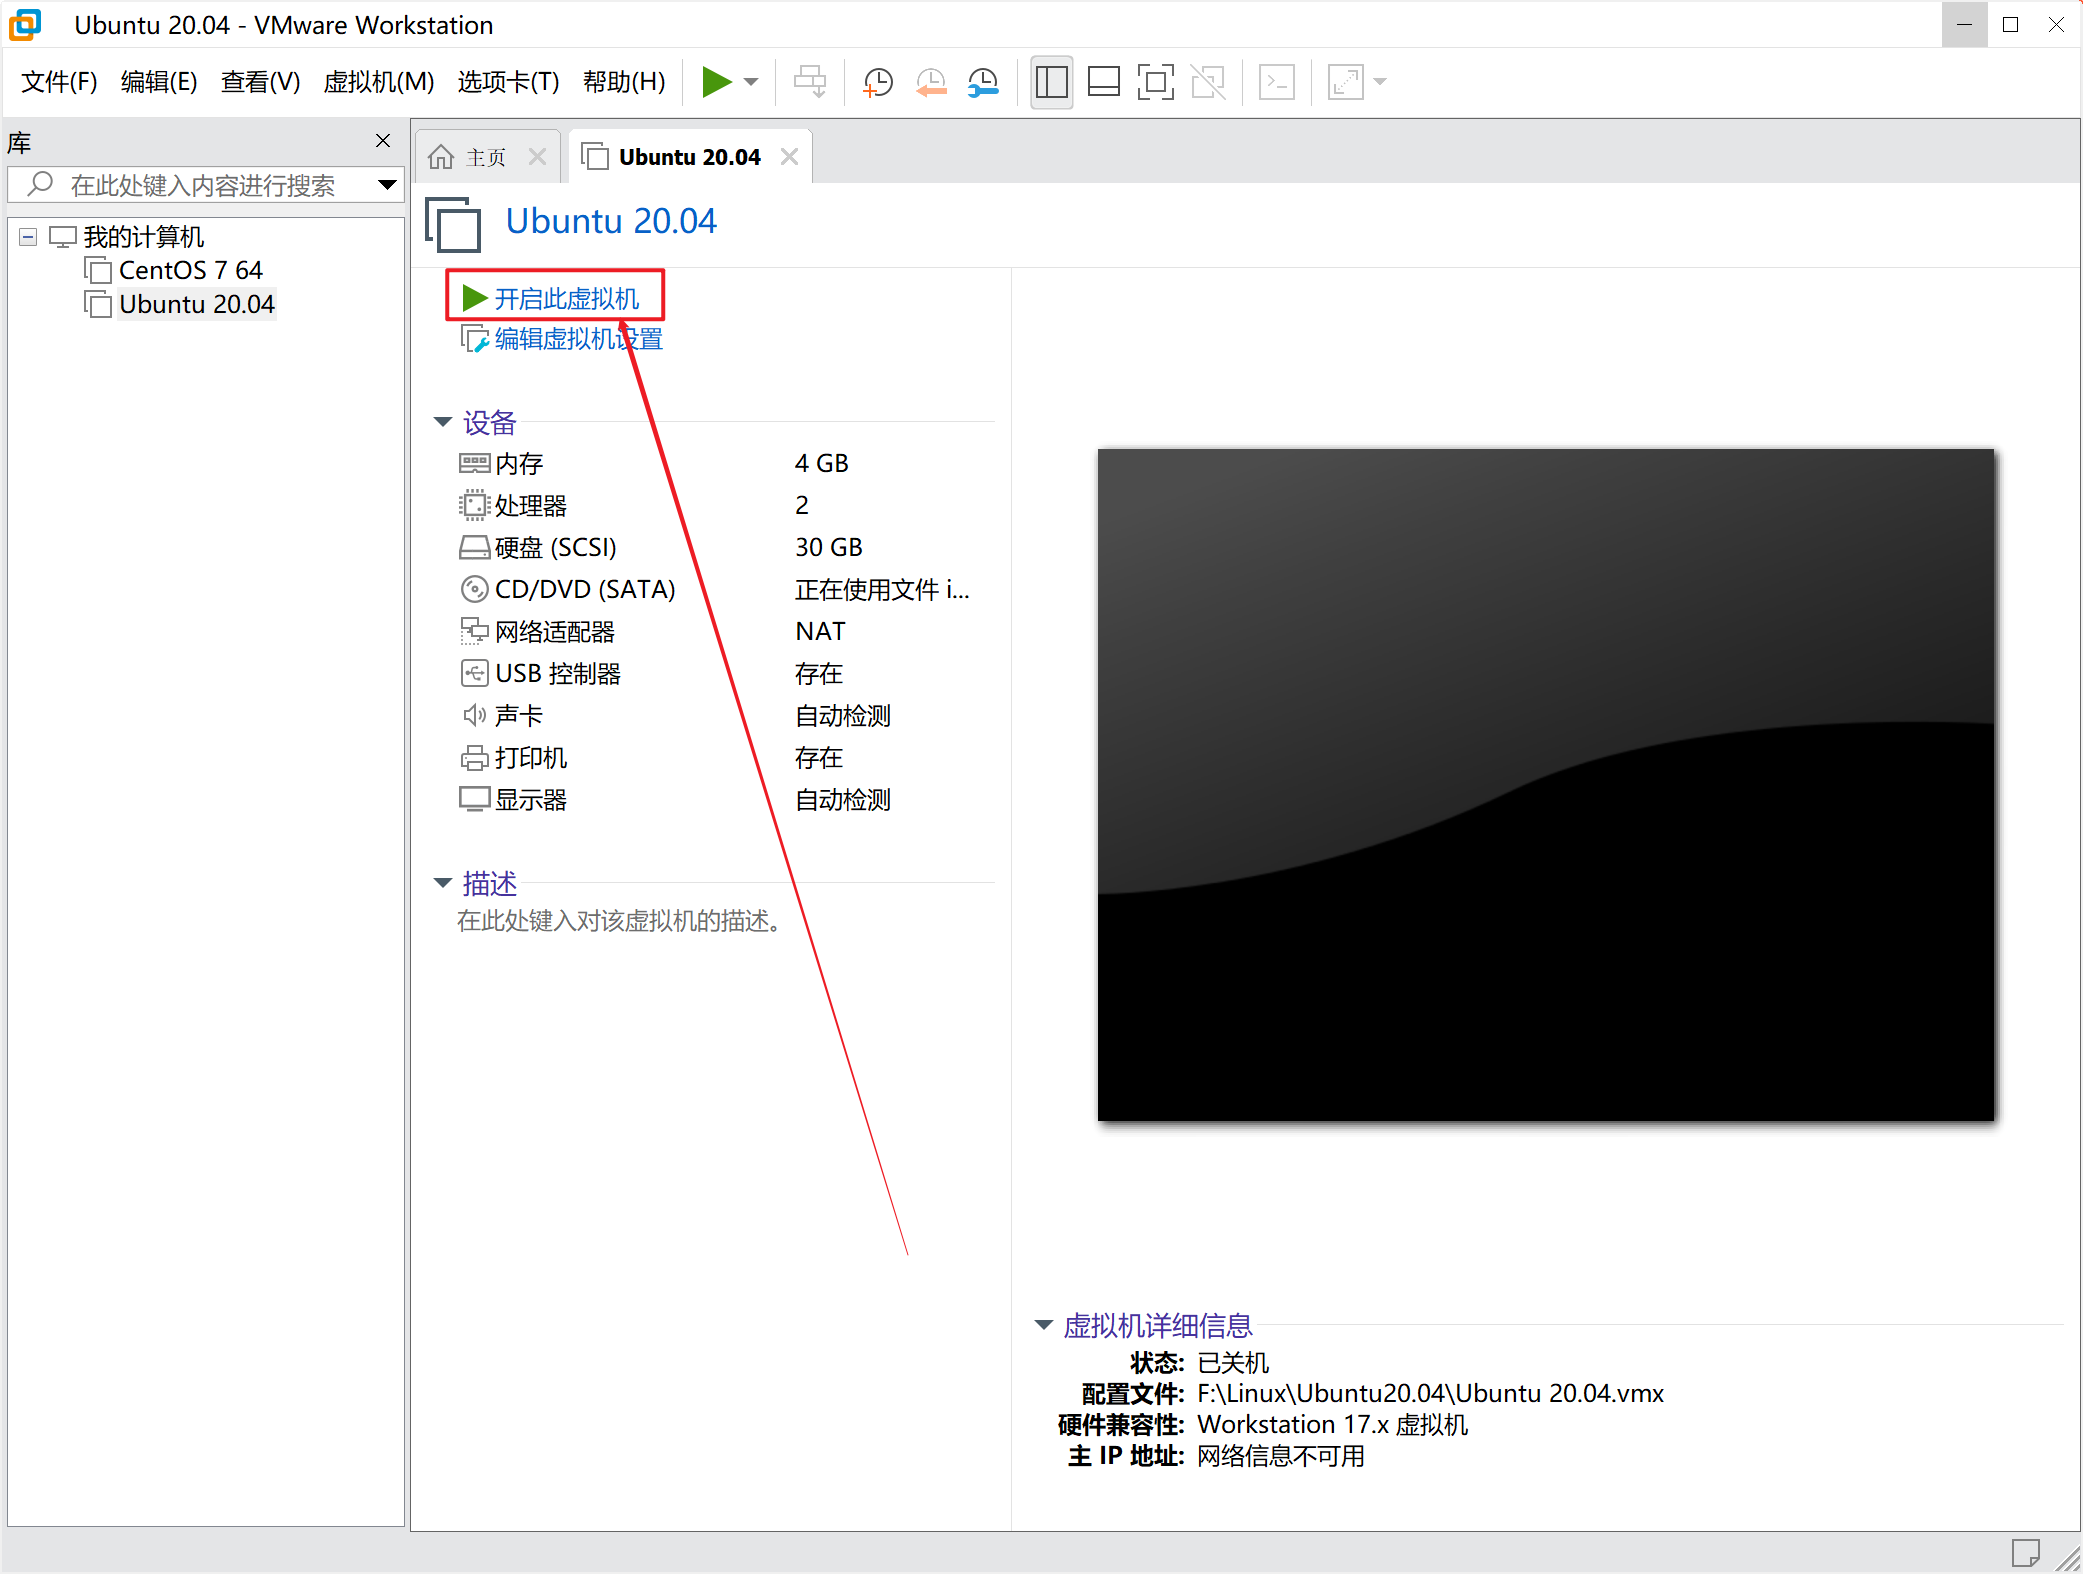 Ubuntu 20.04 - VMware Workstation
文件(F) 编辑(E) 查看(V) 虚拟机(M) 选项卡(T) 帮助(H)
库
在此处键入内容进行搜索
我的计算机
CentOS 7 64
Ubuntu 20.04
主页
Ubuntu 20.04
Ubuntu 20.04
开启此虚拟机
编辑虚拟机设置
设备
内存 4 GB
处理器 2
硬盘 (SCSI) 30 GB
CD/DVD (SATA) 正在使用文件 i...
网络适配器 NAT
USB 控制器 存在
声卡 自动检测
打印机 存在
显示器 自动检测
描述
在此处键入对该虚拟机的描述。
虚拟机详细信息
状态: 已关机
配置文件: F:\Linux\Ubuntu20.04\Ubuntu 20.04.vmx
硬件兼容性: Workstation 17.x 虚拟机
主 IP 地址: 网络信息不可用